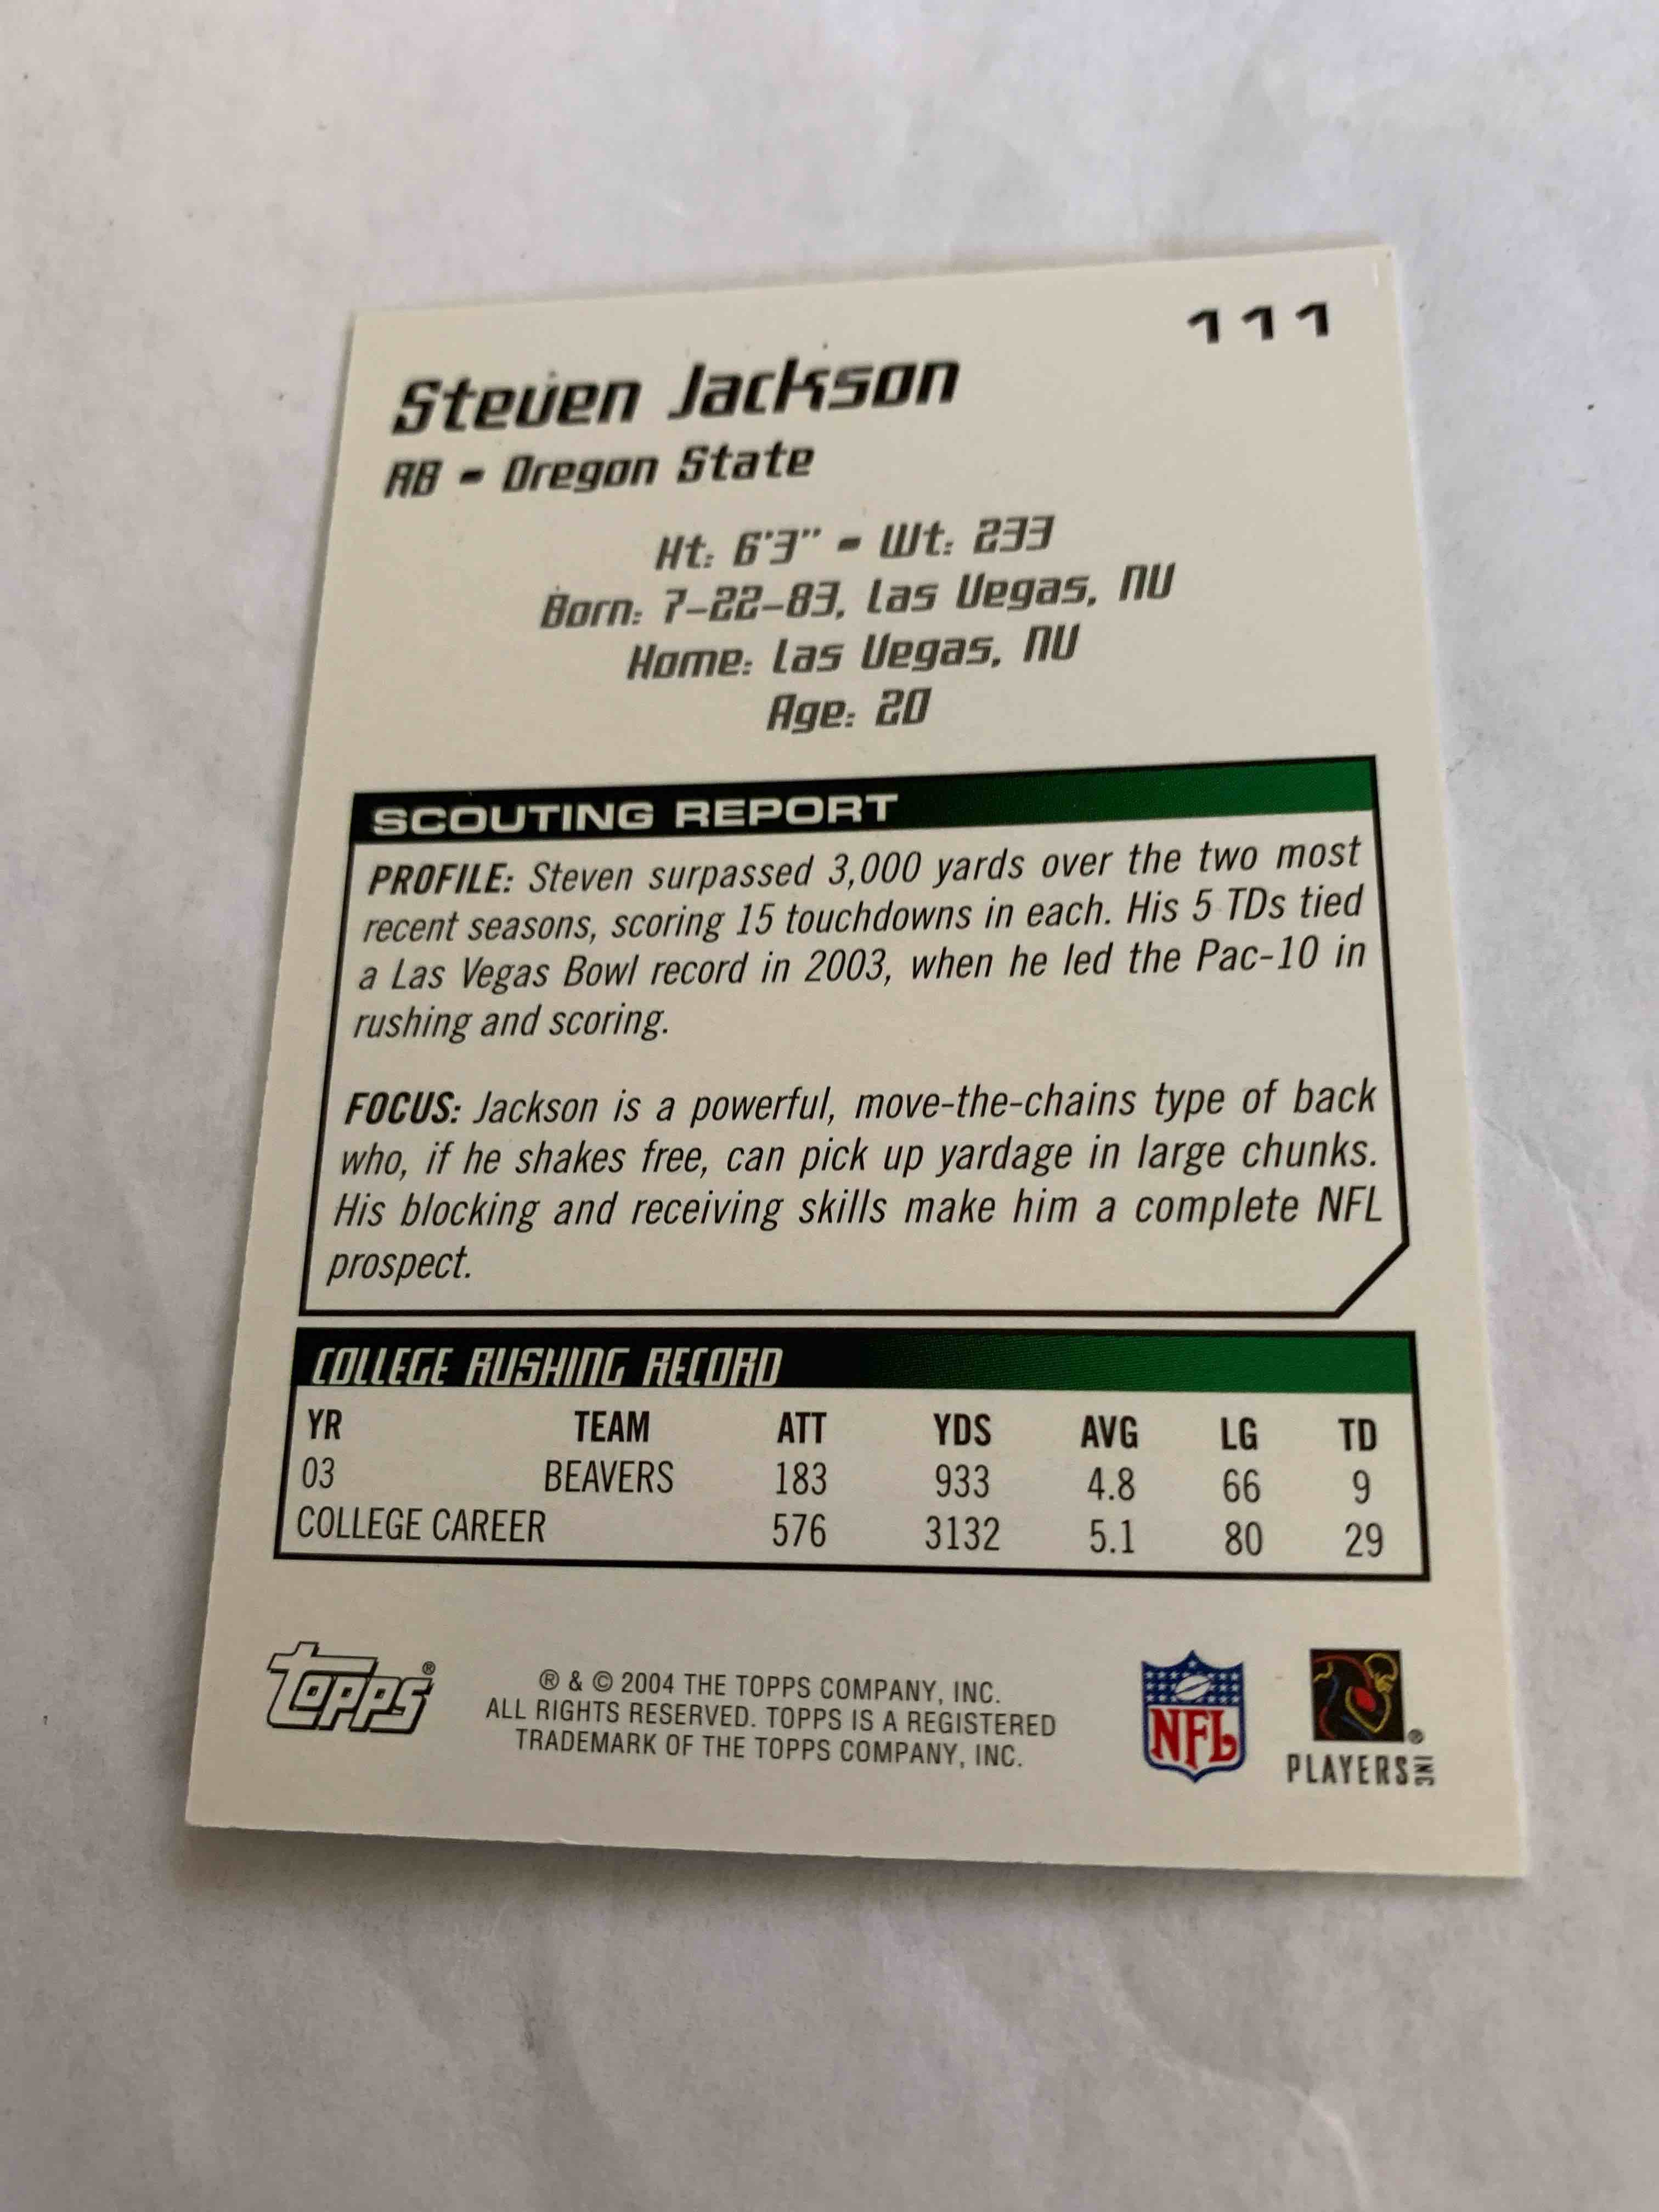 111
Steven Jackson
RB - Oregon State
Ht: 6'3" - Wt: 233
Born: 7-22-83, Las Vegas, NV
Home: Las Vegas, NV
Age: 20
SCOUTING REPORT
PROFILE: Steven surpassed 3,000 yards over the two most
recent seasons, scoring 15 touchdowns in each. His 5 TDs tied
a Las Vegas Bowl record in 2003, when he led the Pac-10 in
rushing and scoring.
FOCUS: Jackson is a powerful, move-the-chains type of back
who, if he shakes free, can pick up yardage in large chunks.
His blocking and receiving skills make him a complete NFL
prospect.
COLLEGE RUSHING RECORD
YR TEAM ATT YDS AVG LG TD
03 BEAVERS 183 933 4.8 66 9
COLLEGE CAREER 576 3132 5.1 80 29
Topps®
® & © 2004 THE TOPPS COMPANY, INC.
ALL RIGHTS RESERVED. TOPPS IS A REGISTERED
TRADEMARK OF THE TOPPS COMPANY, INC.
NFL
®
PLAYERS INC